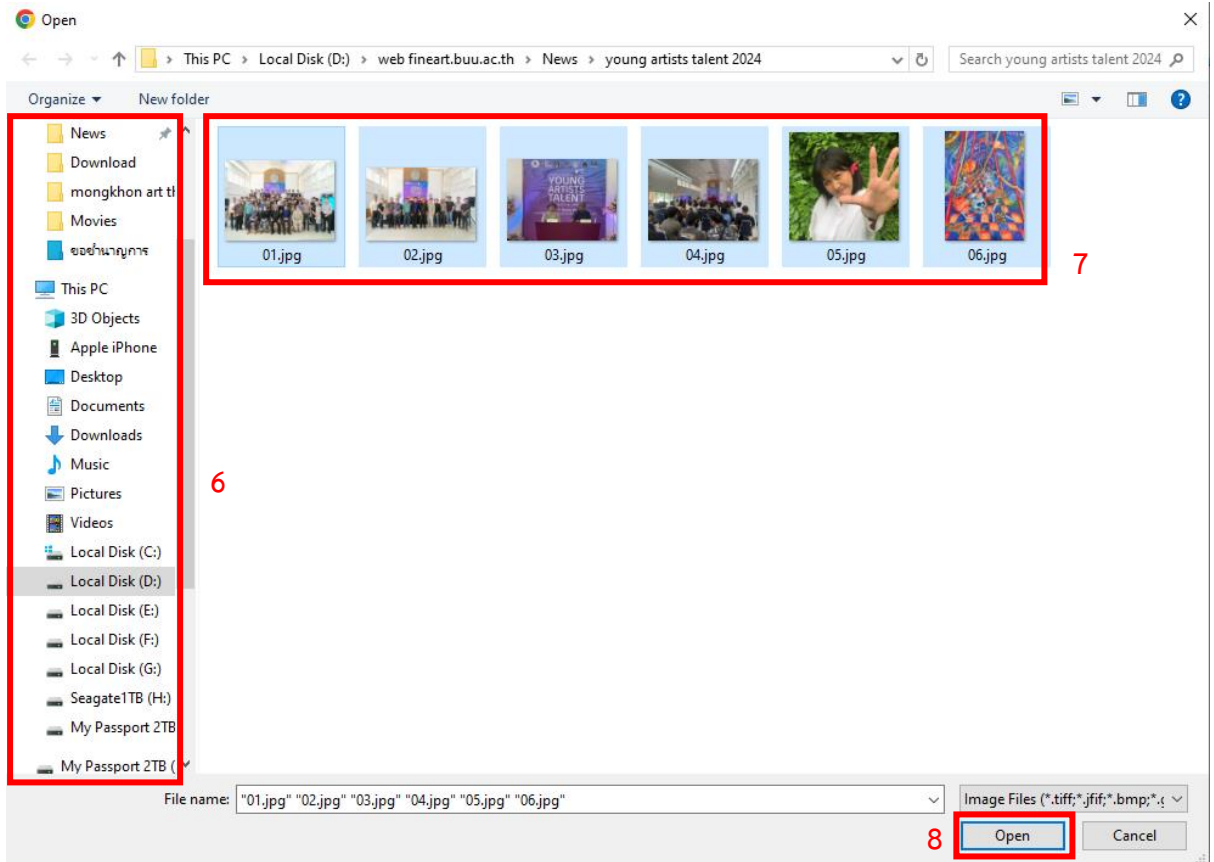 Open
This PC > Local Disk (D:) > web fineart.buu.ac.th > News > young artists talent 2024
Search young artists talent 2024
Organize
New folder
News
Download
mongkhon art th
Movies
ขอชำนาญการ
This PC
3D Objects
Apple iPhone
Desktop
Documents
Downloads
Music
Pictures
Videos
Local Disk (C:)
Local Disk (D:)
Local Disk (E:)
Local Disk (F:)
Local Disk (G:)
Seagate1TB (H:)
My Passport 2TB
My Passport 2TB (
6
YOUNG
ARTISTS
TALENT
01.jpg 02.jpg 03.jpg 04.jpg 05.jpg 06.jpg
7
File name: "01.jpg" "02.jpg" "03.jpg" "04.jpg" "05.jpg" "06.jpg"
Image Files (*.tiff;*.jfif;*.bmp;*.g
8
Open
Cancel